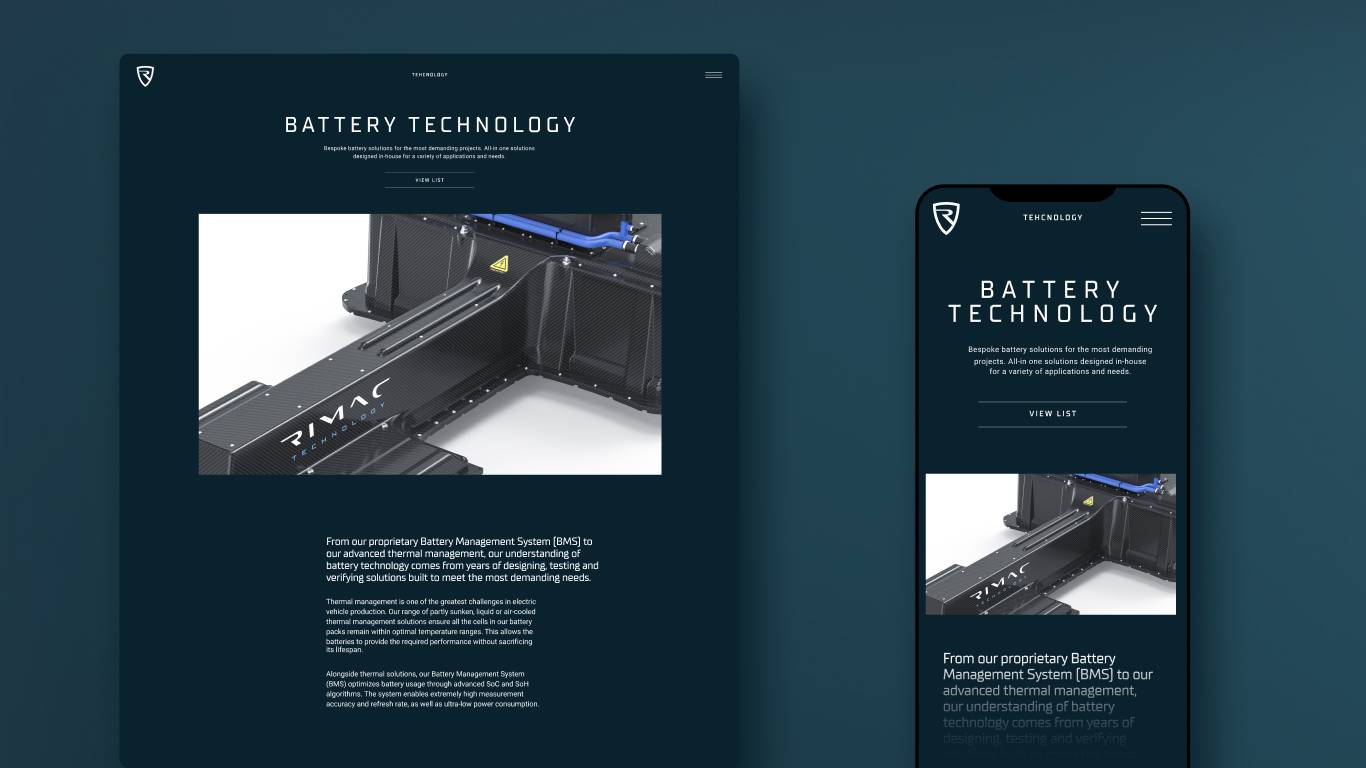 TEHCNOLOGY
BATTERY TECHNOLOGY
Bespoke battery solutions for the most demanding projects. All-in one solutions
designed in-house for a variety of applications and needs.
VIEW LIST
RIMAC
TECHNOLOGY
From our proprietary Battery Management System [BMS] to
our advanced thermal management, our understanding of
battery technology comes from years of designing, testing and
verifying solutions built to meet the most demanding needs.
Thermal management is one of the greatest challenges in electric
vehicle production. Our range of partly sunken, liquid or air-cooled
thermal management solutions ensure all the cells in our battery
packs remain within optimal temperature ranges. This allows the
batteries to provide the required performance without sacrificing
its lifespan.
Alongside thermal solutions, our Battery Management System
(BMS) optimizes battery usage through advanced SoC and SoH
algorithms. The system enables extremely high measurement
accuracy and refresh rate, as well as ultra-low power consumption.
TEHCNOLOGY
BATTERY
TECHNOLOGY
Bespoke battery solutions for the most demanding
projects. All-in one solutions designed in-house
for a variety of applications and needs.
VIEW LIST
RIMAC
TECHNOLOGY
From our proprietary Battery
Management System [BMS] to our
advanced thermal management,
our understanding of battery
technology comes from years of
designing, testing and verifying